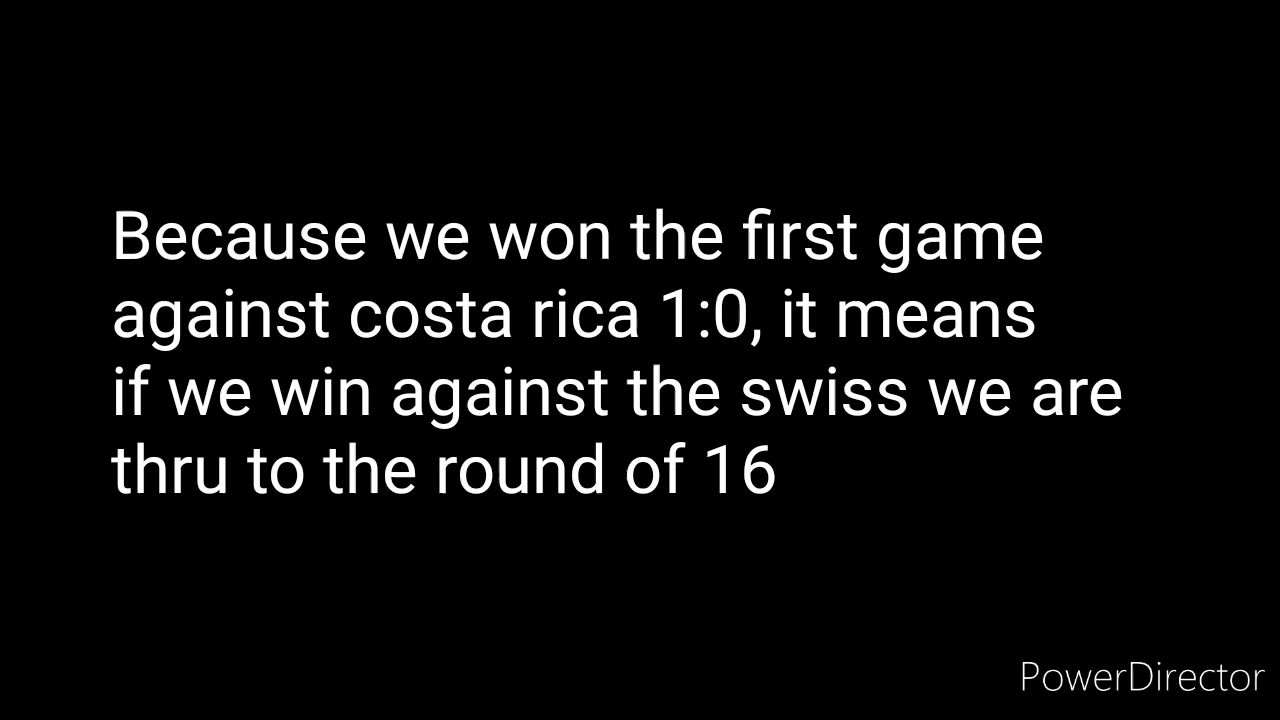 Because we won the first game
against costa rica 1:0, it means
if we win against the swiss we are
thru to the round of 16
PowerDirector